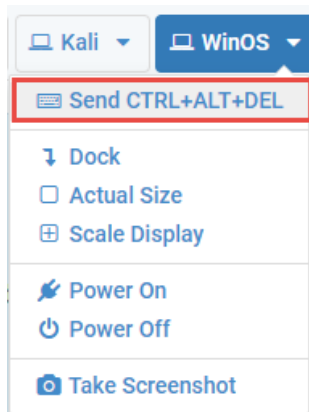 Kali WinOS
Send CTRL+ALT+DEL
Dock
Actual Size
Scale Display
Power On
Power Off
Take Screenshot